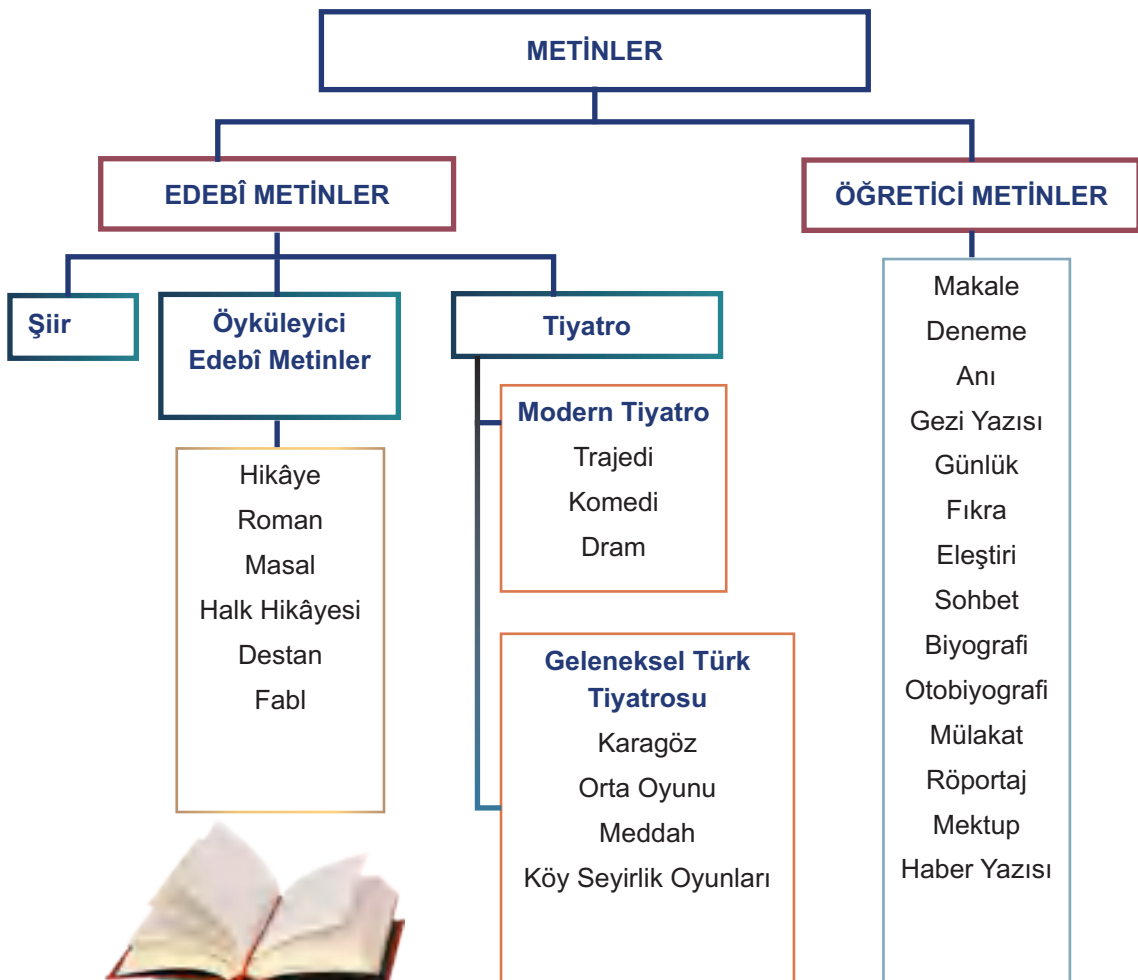 METİNLER
EDEBÎ METİNLER
ÖĞRETİCİ METİNLER
Şiir
Öyküleyici
Edebî Metinler
Tiyatro
Hikâye
Roman
Masal
Halk Hikâyesi
Destan
Fabl
Modern Tiyatro
Trajedi
Komedi
Dram
Geleneksel Türk
Tiyatrosu
Karagöz
Orta Oyunu
Meddah
Köy Seyirlik Oyunları
Makale
Deneme
Anı
Gezi Yazısı
Günlük
Fıkra
Eleştiri
Sohbet
Biyografi
Otobiyografi
Mülakat
Röportaj
Mektup
Haber Yazısı